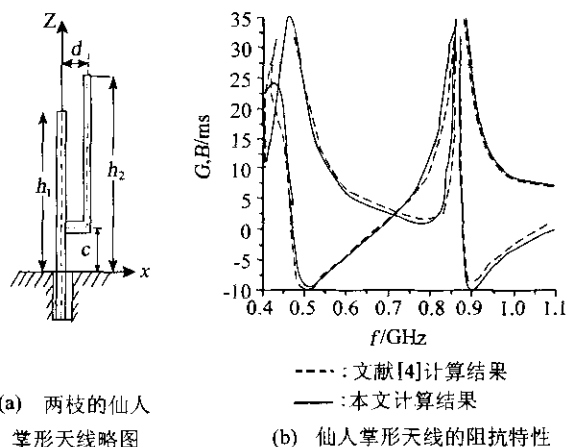 Z
d
h₁
h₂
c
x
(a) 两枝的仙人
掌形天线略图
(b)
G,B/ms
35
30
25
20
15
10
5
0
-5
-10
0.4 0.5 0.6 0.7 0.8 0.9 1.0 1.1
f/GHz
----:文献[4]计算结果
——:本文计算结果
(b) 仙人掌形天线的阻抗特性